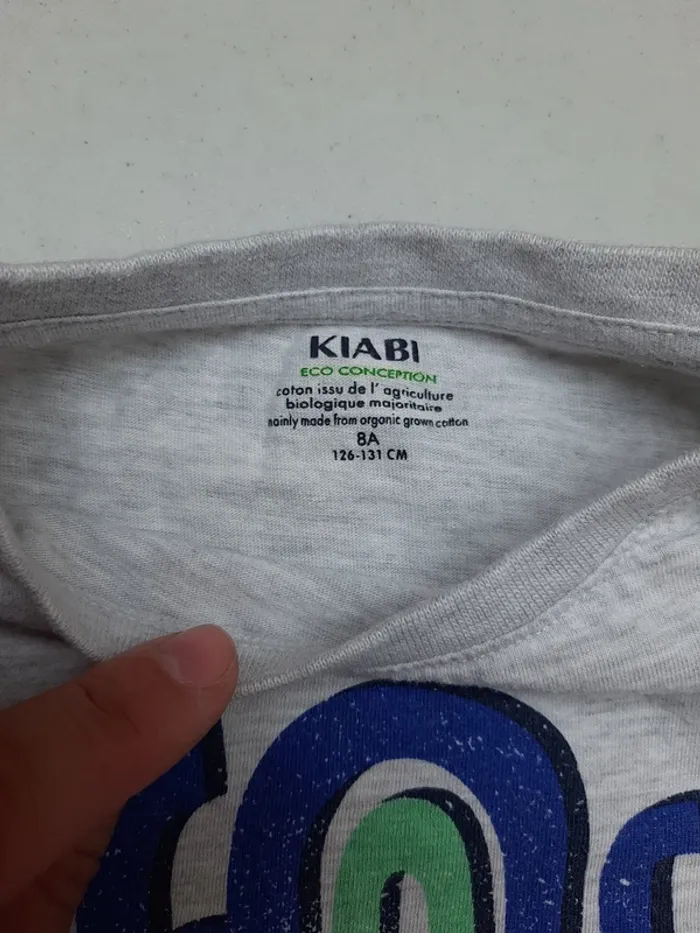 KIABI
ECO CONCEPTION
coton issu de l'agriculture
biologique majoritaire
mainly made from organic grown cotton
8A
126-131 CM